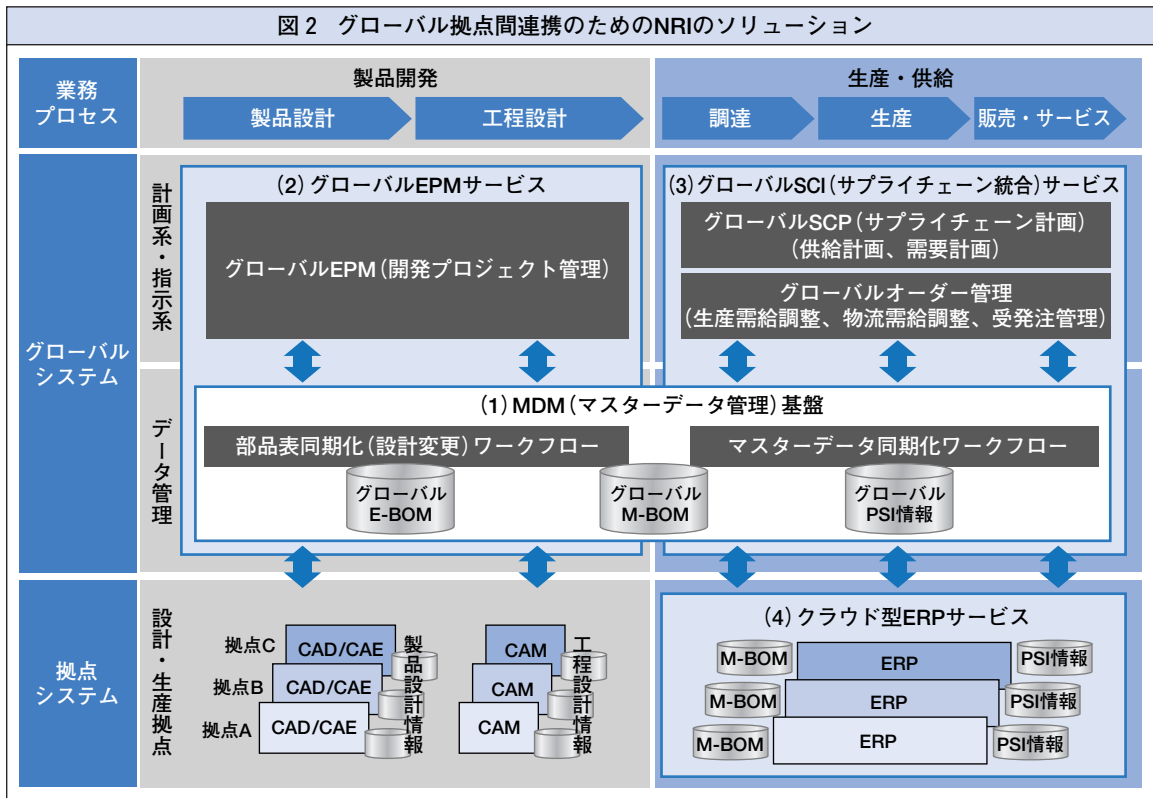 図2 グローバル拠点間連携のためのNRIのソリューション
業務
プロセス
製品開発
製品設計
工程設計
生産・供給
調達
生産
販売・サービス
グローバル
システム
計画系・指示系
(2)グローバルEPMサービス
グローバルEPM(開発プロジェクト管理)
(3)グローバルSCI(サプライチェーン統合)サービス
グローバルSCP(サプライチェーン計画)
(供給計画、需要計画)
グローバルオーダー管理
(生産需給調整、物流需給調整、受発注管理)
データ管理
(1)MDM(マスターデータ管理)基盤
部品表同期化(設計変更)ワークフロー
マスターデータ同期化ワークフロー
グローバル
E-BOM
グローバル
M-BOM
グローバル
PSI情報
拠点
システム
設計・生産拠点
拠点C
CAD/CAE
拠点B
CAD/CAE
拠点A
CAD/CAE
製品設計情報
CAM
CAM
CAM
工程設計情報
(4)クラウド型ERPサービス
M-BOM
ERP
PSI情報
M-BOM
ERP
PSI情報
M-BOM
ERP
PSI情報